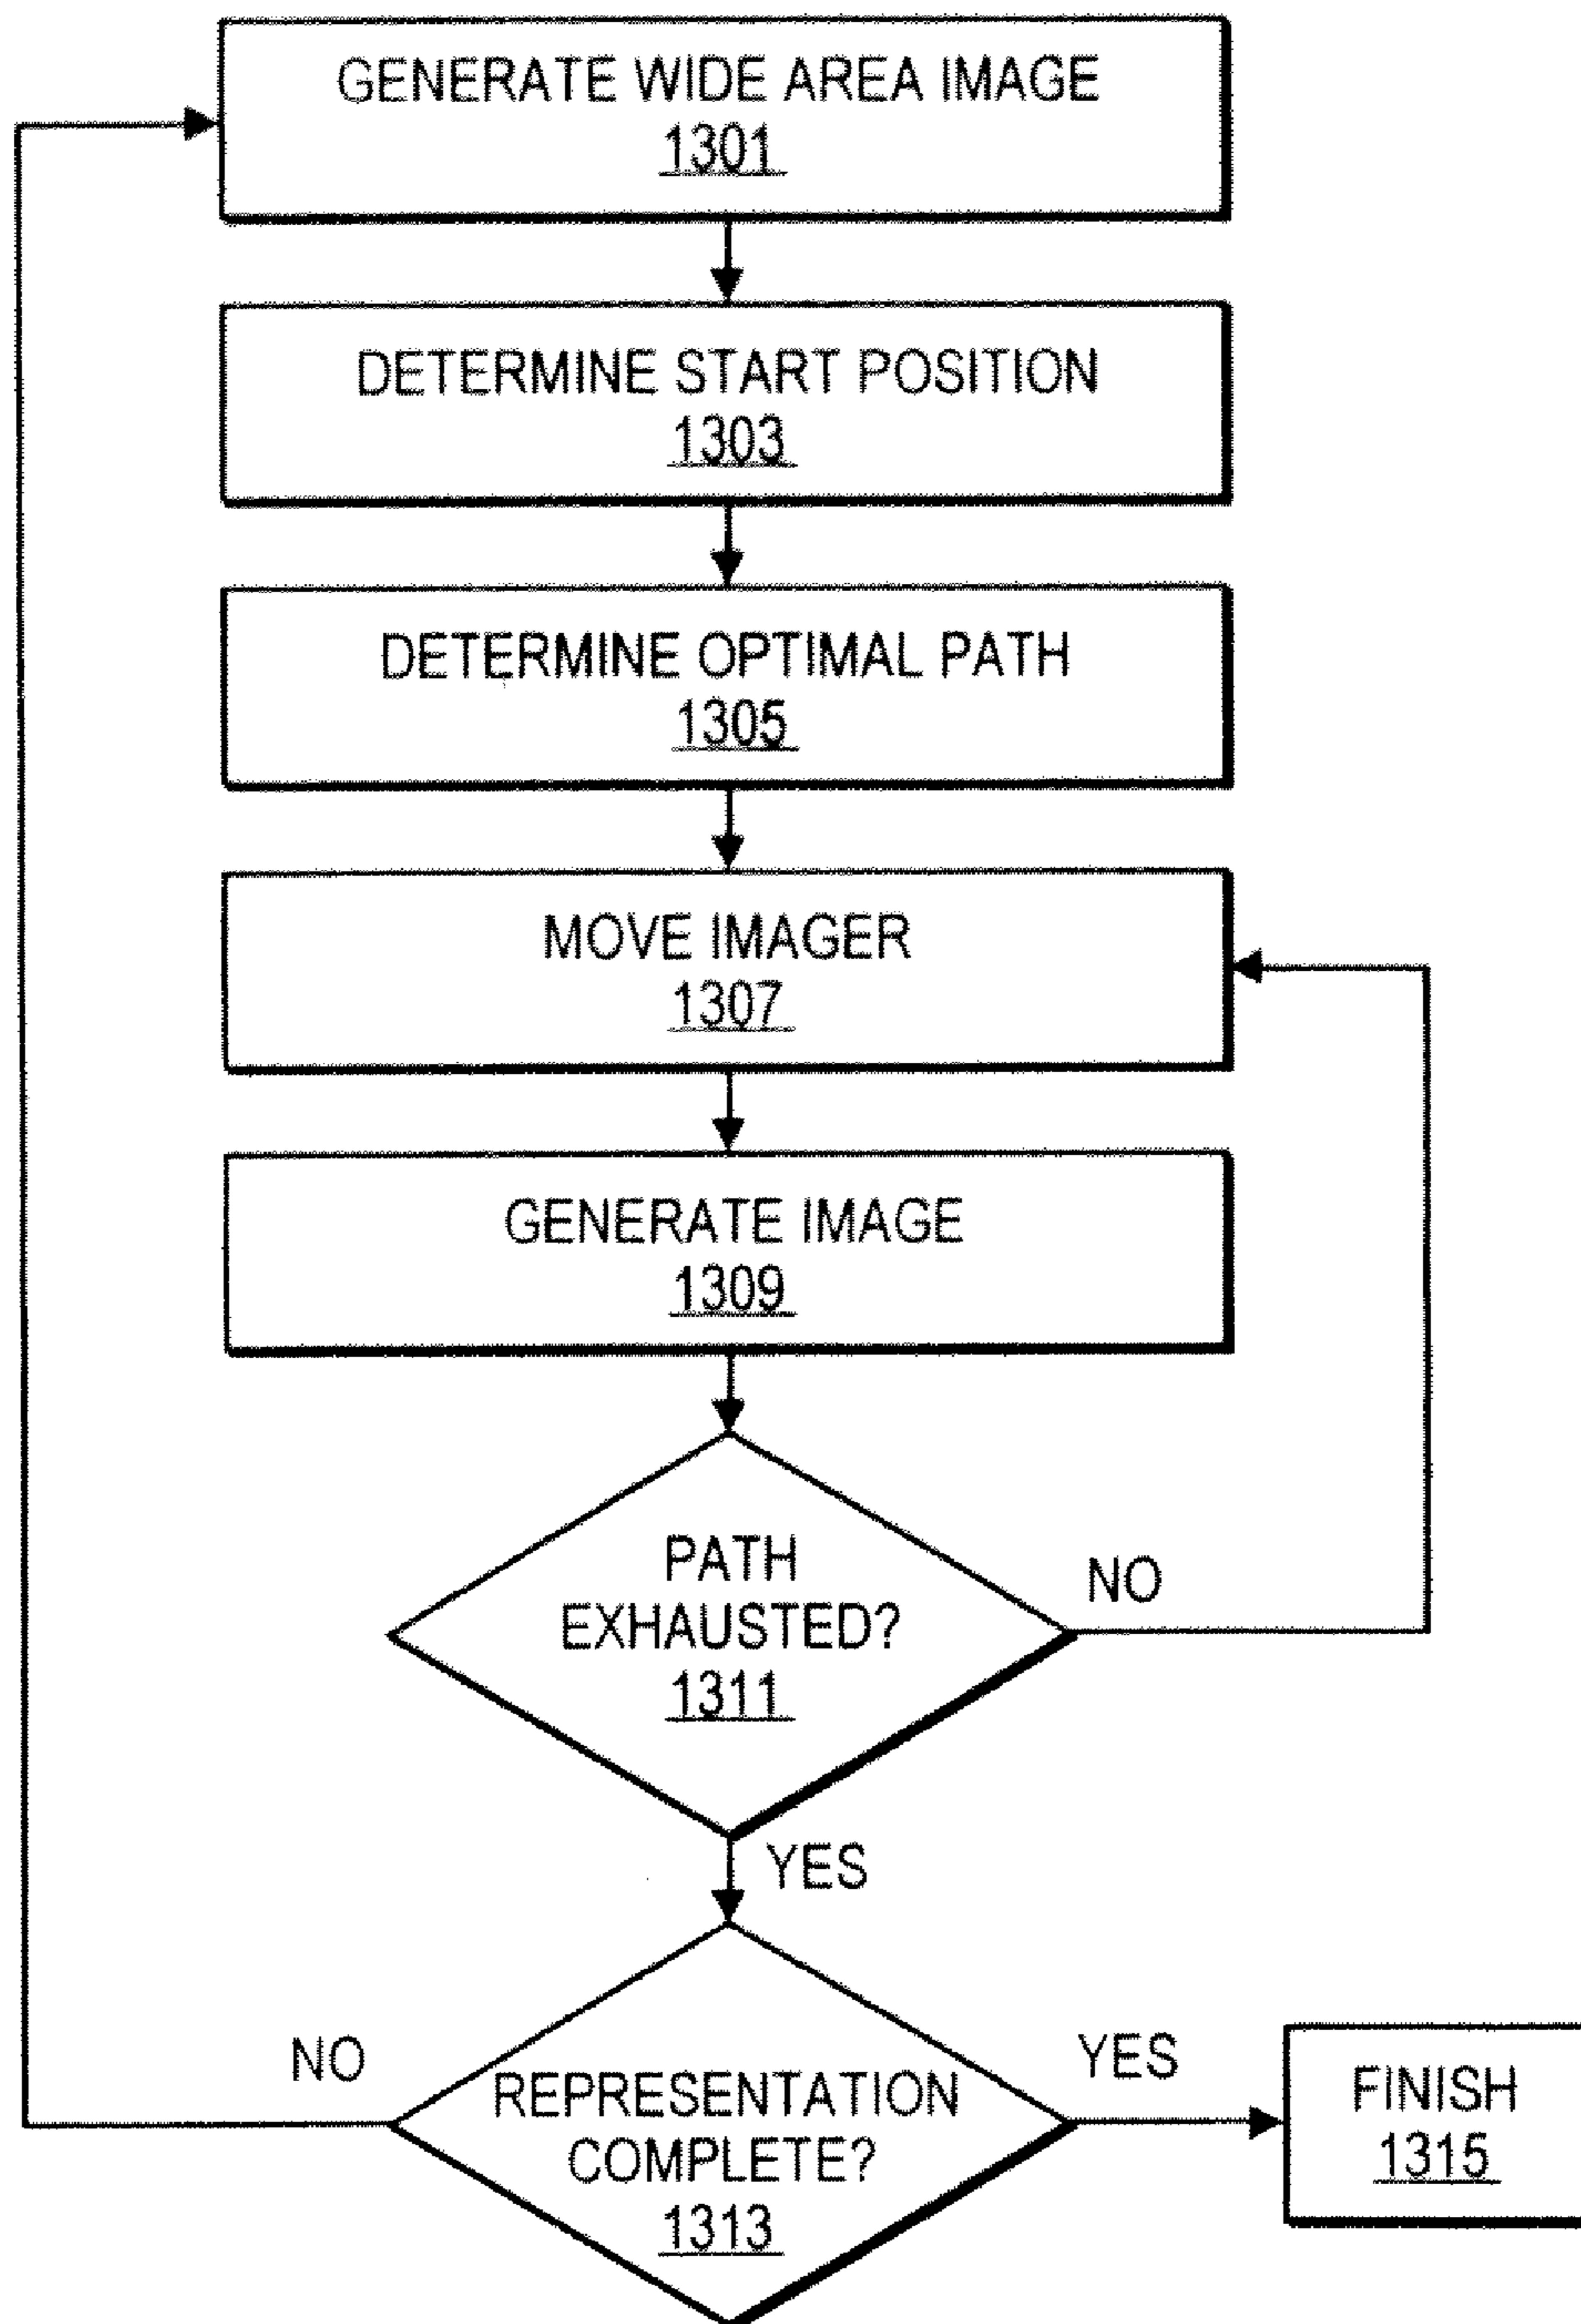 GENERATE WIDE AREA IMAGE
1301
DETERMINE START POSITION
1303
DETERMINE OPTIMAL PATH
1305
MOVE IMAGER
1307
GENERATE IMAGE
1309
PATH
EXHAUSTED?
1311
NO
YES
NO
REPRESENTATION
COMPLETE?
1313
YES
FINISH
1315